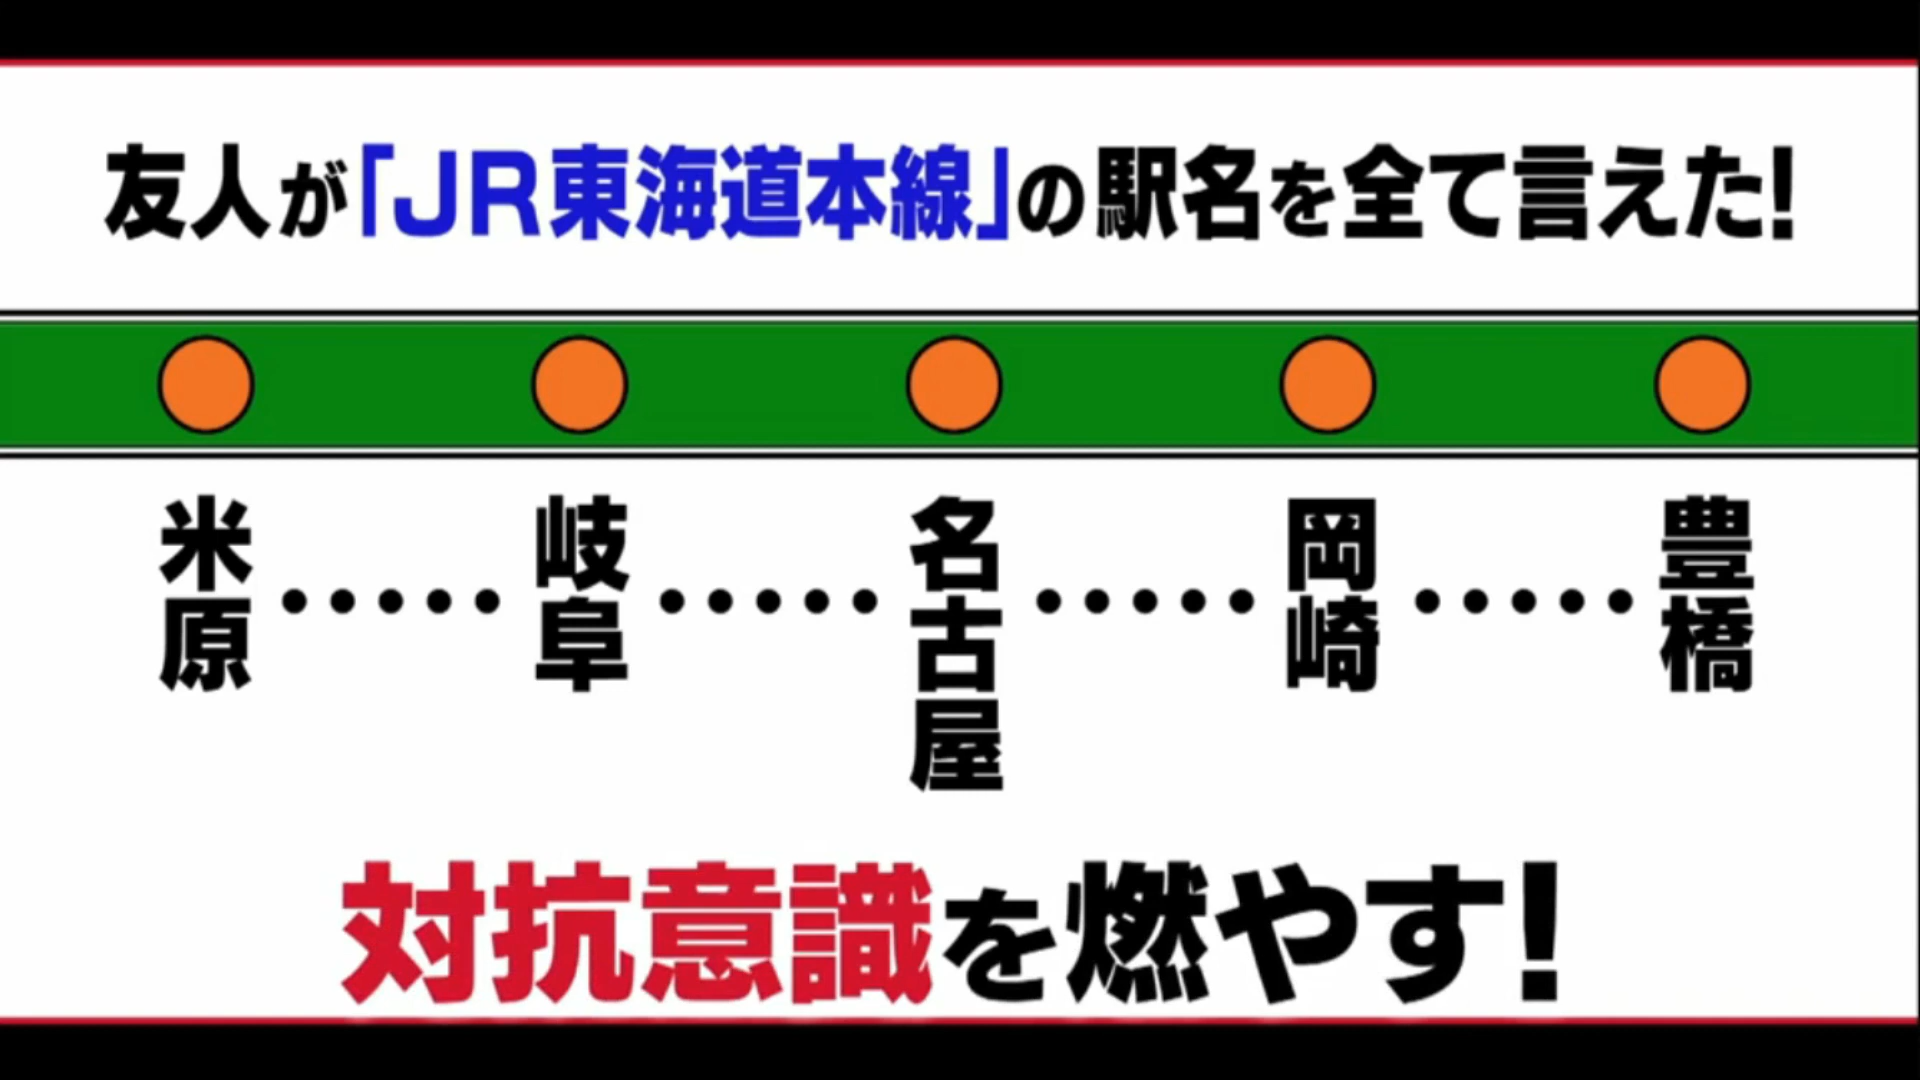 友人が「JR東海道本線」の駅名を全て言えた!
米原・・・・・岐阜・・・・・名古屋・・・・・岡崎・・・・・豊橋
対抗意識を燃やす!